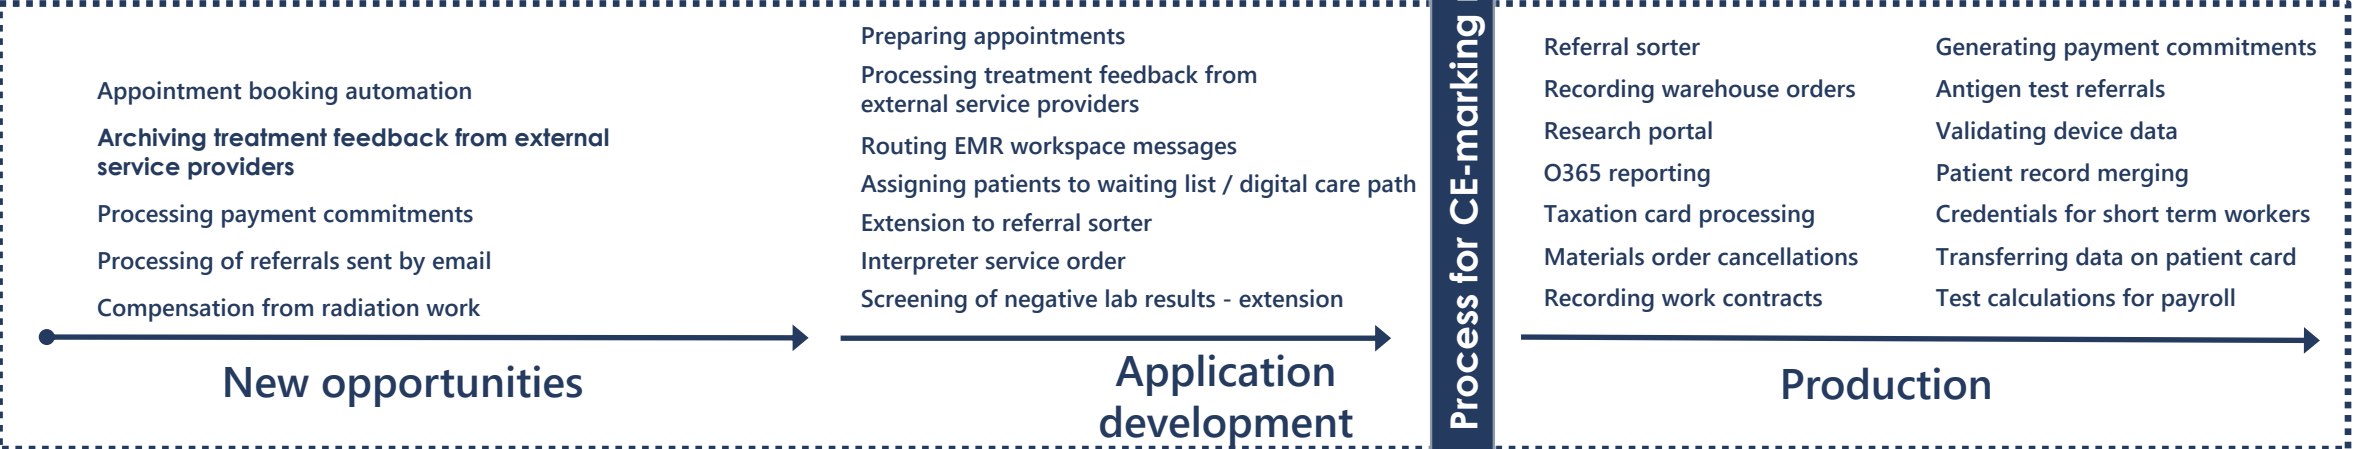 Appointment booking automation
Archiving treatment feedback from external
service providers
Processing payment commitments
Processing of referrals sent by email
Compensation from radiation work
New opportunities
Preparing appointments
Processing treatment feedback from
external service providers
Routing EMR workspace messages
Assigning patients to waiting list / digital care path
Extension to referral sorter
Interpreter service order
Screening of negative lab results - extension
Application
development
Process for CE-marking
Referral sorter
Recording warehouse orders
Research portal
O365 reporting
Taxation card processing
Materials order cancellations
Recording work contracts
Generating payment commitments
Antigen test referrals
Validating device data
Patient record merging
Credentials for short term workers
Transferring data on patient card
Test calculations for payroll
Production